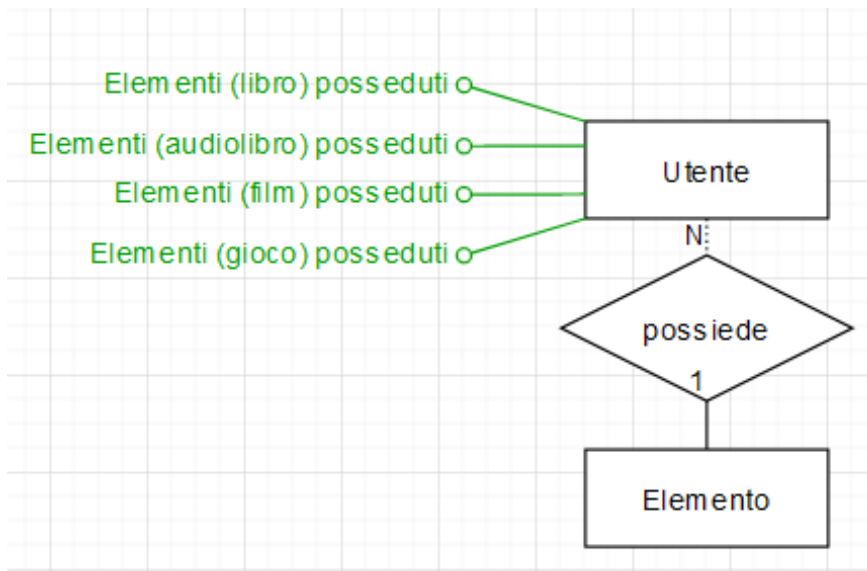 Elementi (libro) posseduti
Elementi (audiolibro) posseduti
Elementi (film) posseduti
Elementi (gioco) posseduti
Utente
N
possiede
1
Elemento